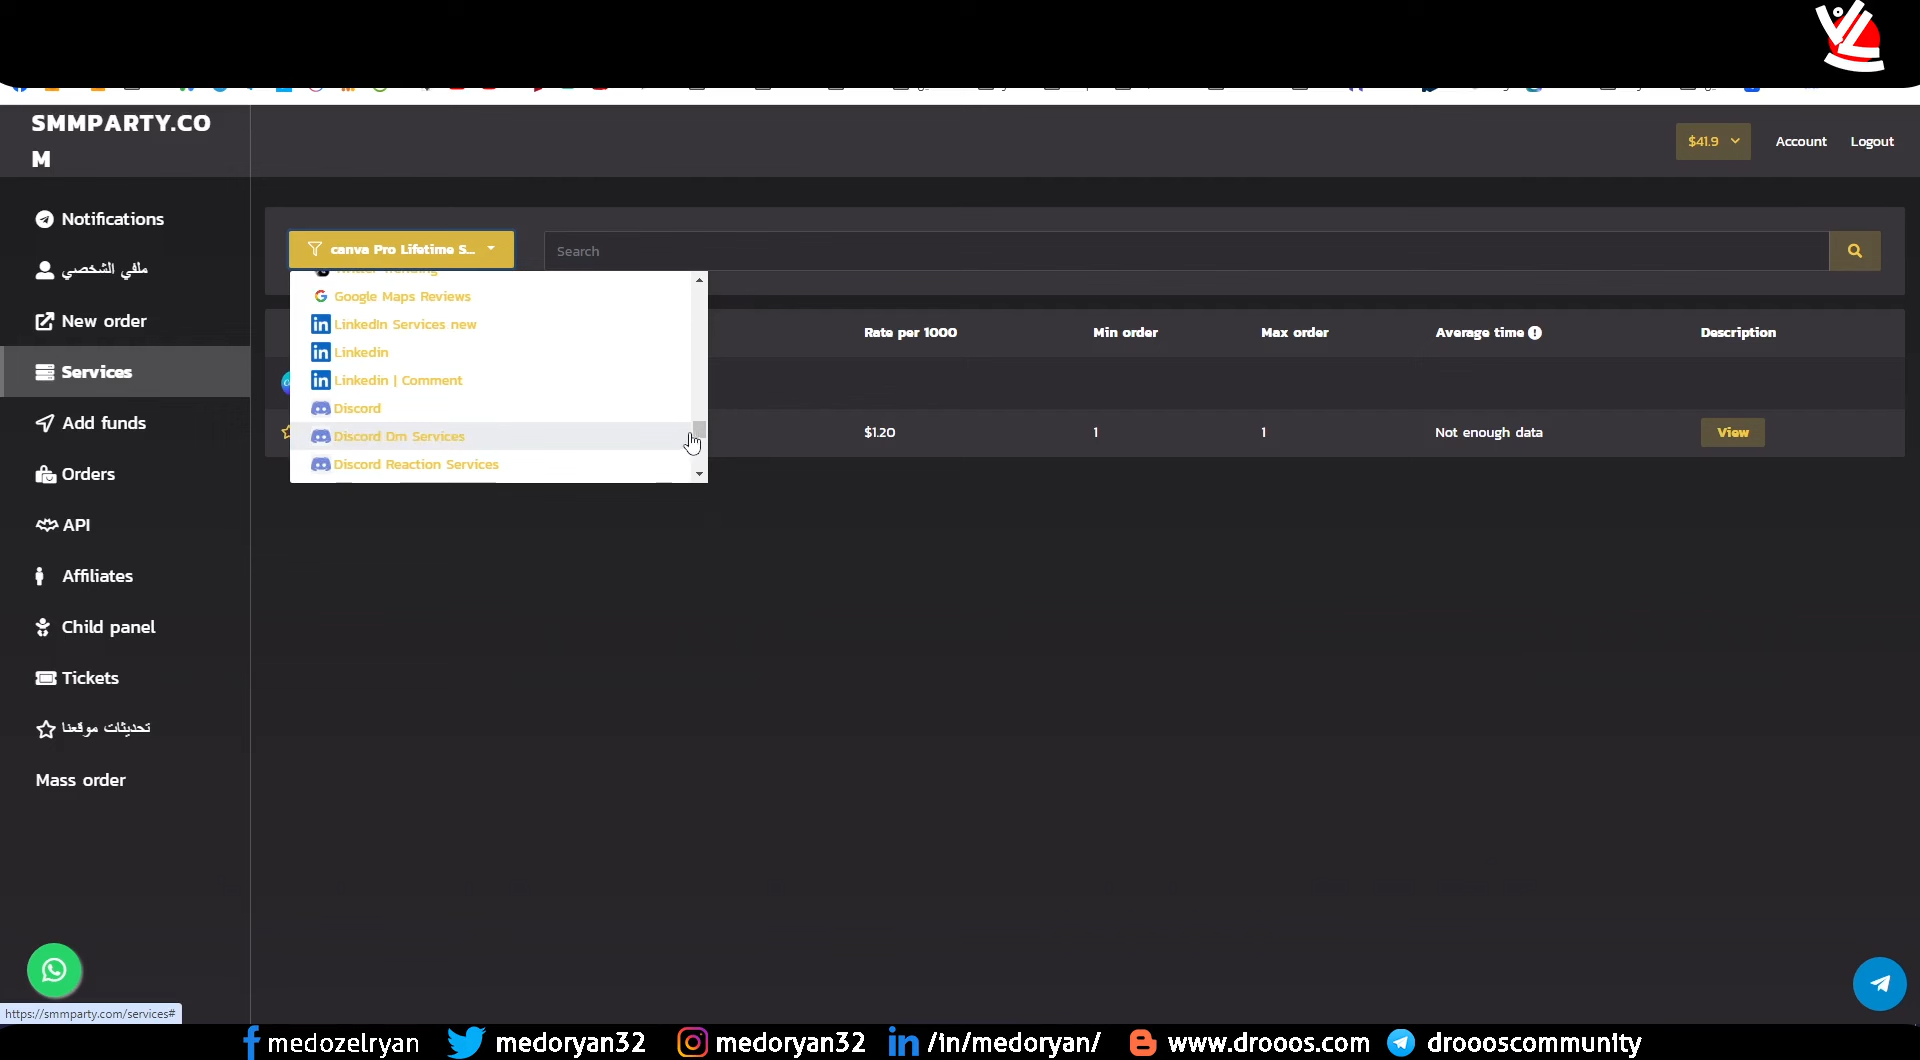 SMMPARTY.CO
M
$41.9
Account
Logout
Notifications
ملفي الشخصي
New order
Services
Add funds
Orders
API
Affiliates
Child panel
Tickets
تحديثات موقعنا
Mass order
canva Pro Lifetime S...
Search
Google Maps Reviews
LinkedIn Services new
Linkedin
Linkedin | Comment
Discord
Discord Dm Services
Discord Reaction Services
Rate per 1000
Min order
Max order
Average time
Description
$1.20
1
1
Not enough data
View
https://smmparty.com/services#
medozelryan
medoryan32
medoryan32
/in/medoryan/
www.drooos.com
droooscommunity